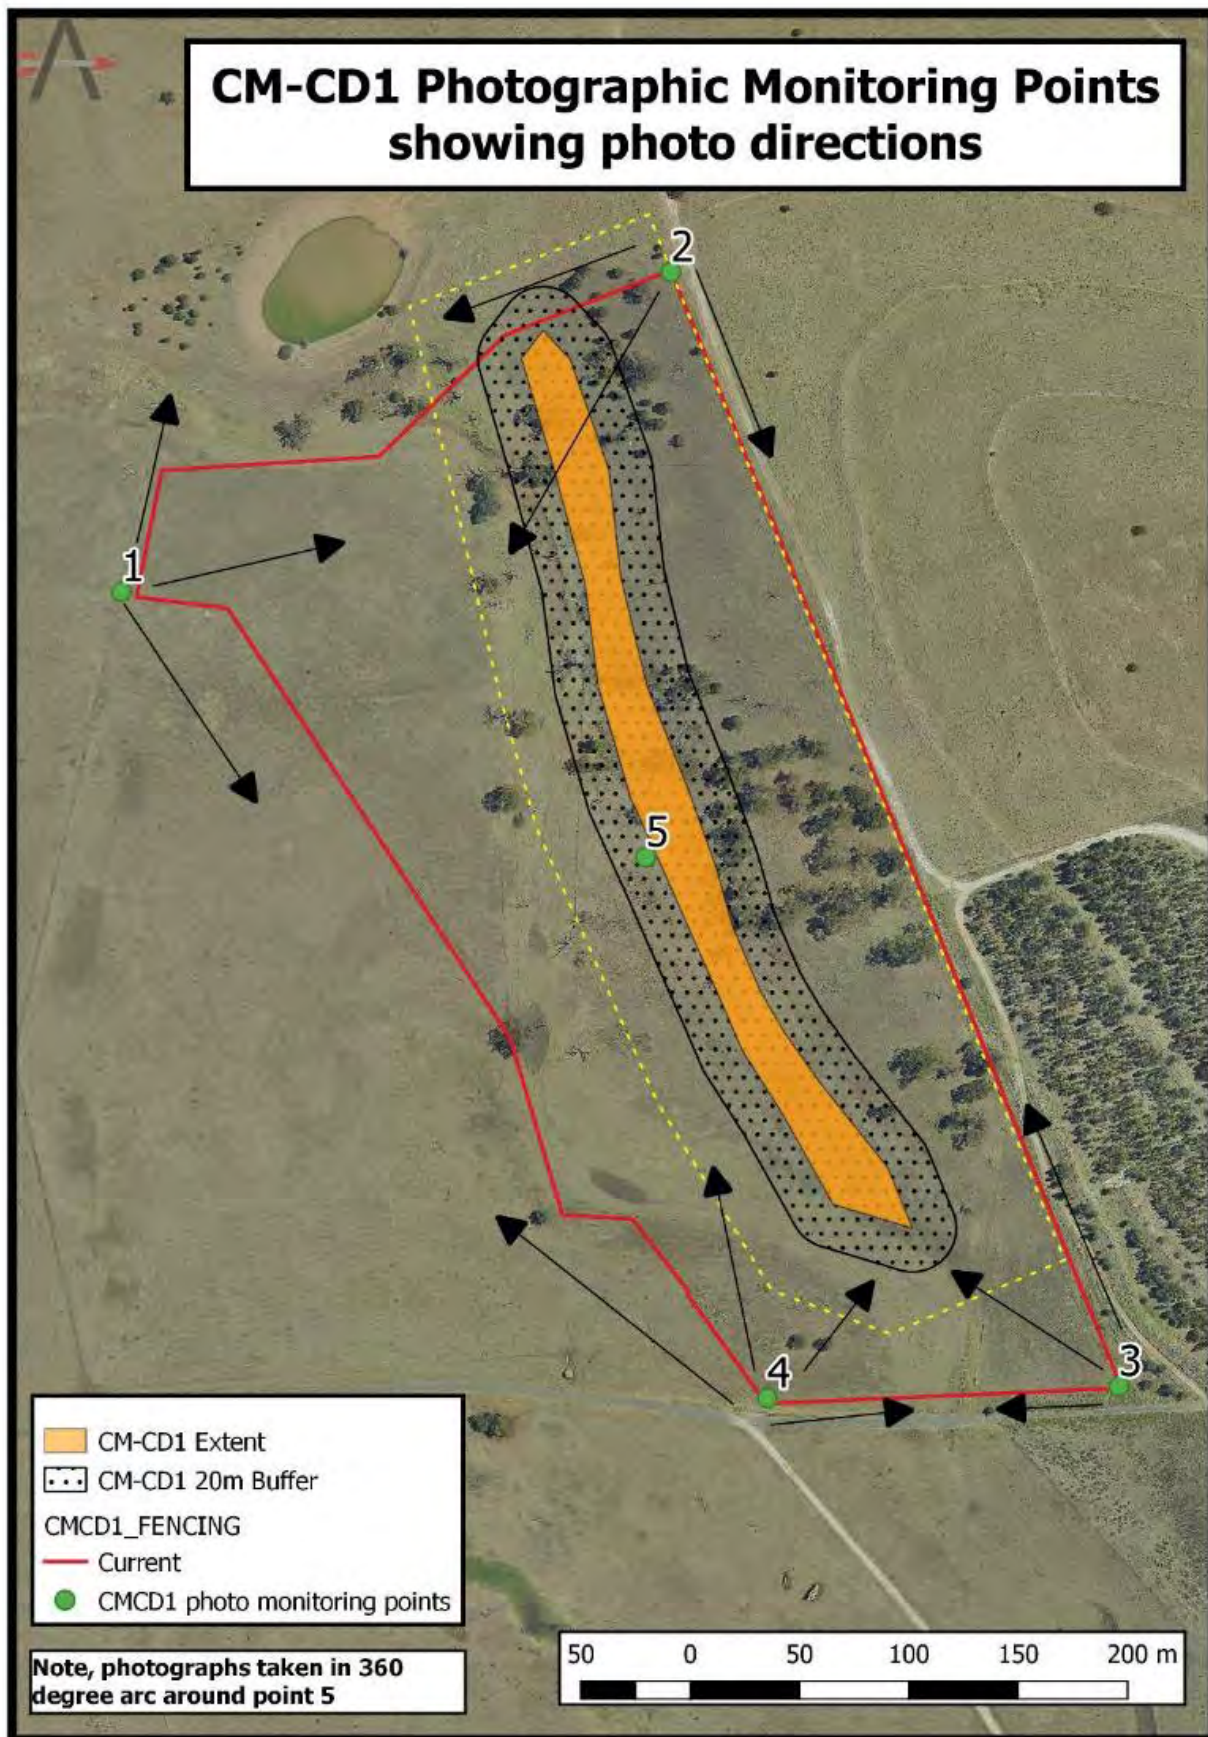 CM-CD1 Photographic Monitoring Points
showing photo directions
2
1
5
4
3
CM-CD1 Extent
CM-CD1 20m Buffer
CMCD1_FENCING
Current
CMCD1 photo monitoring points
Note, photographs taken in 360
degree arc around point 5
50 0 50 100 150 200 m